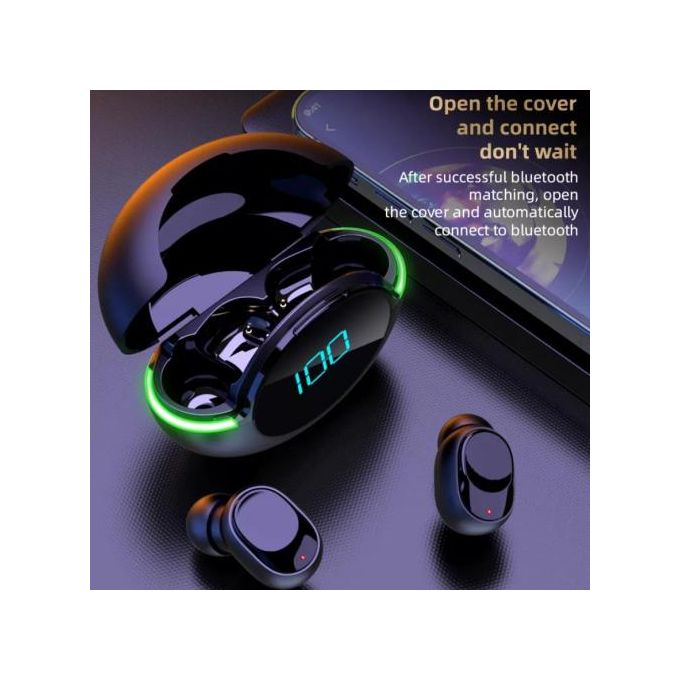 Open the cover
and connect
don't wait
After successful bluetooth
matching, open
the cover and automatically
connect to bluetooth
100